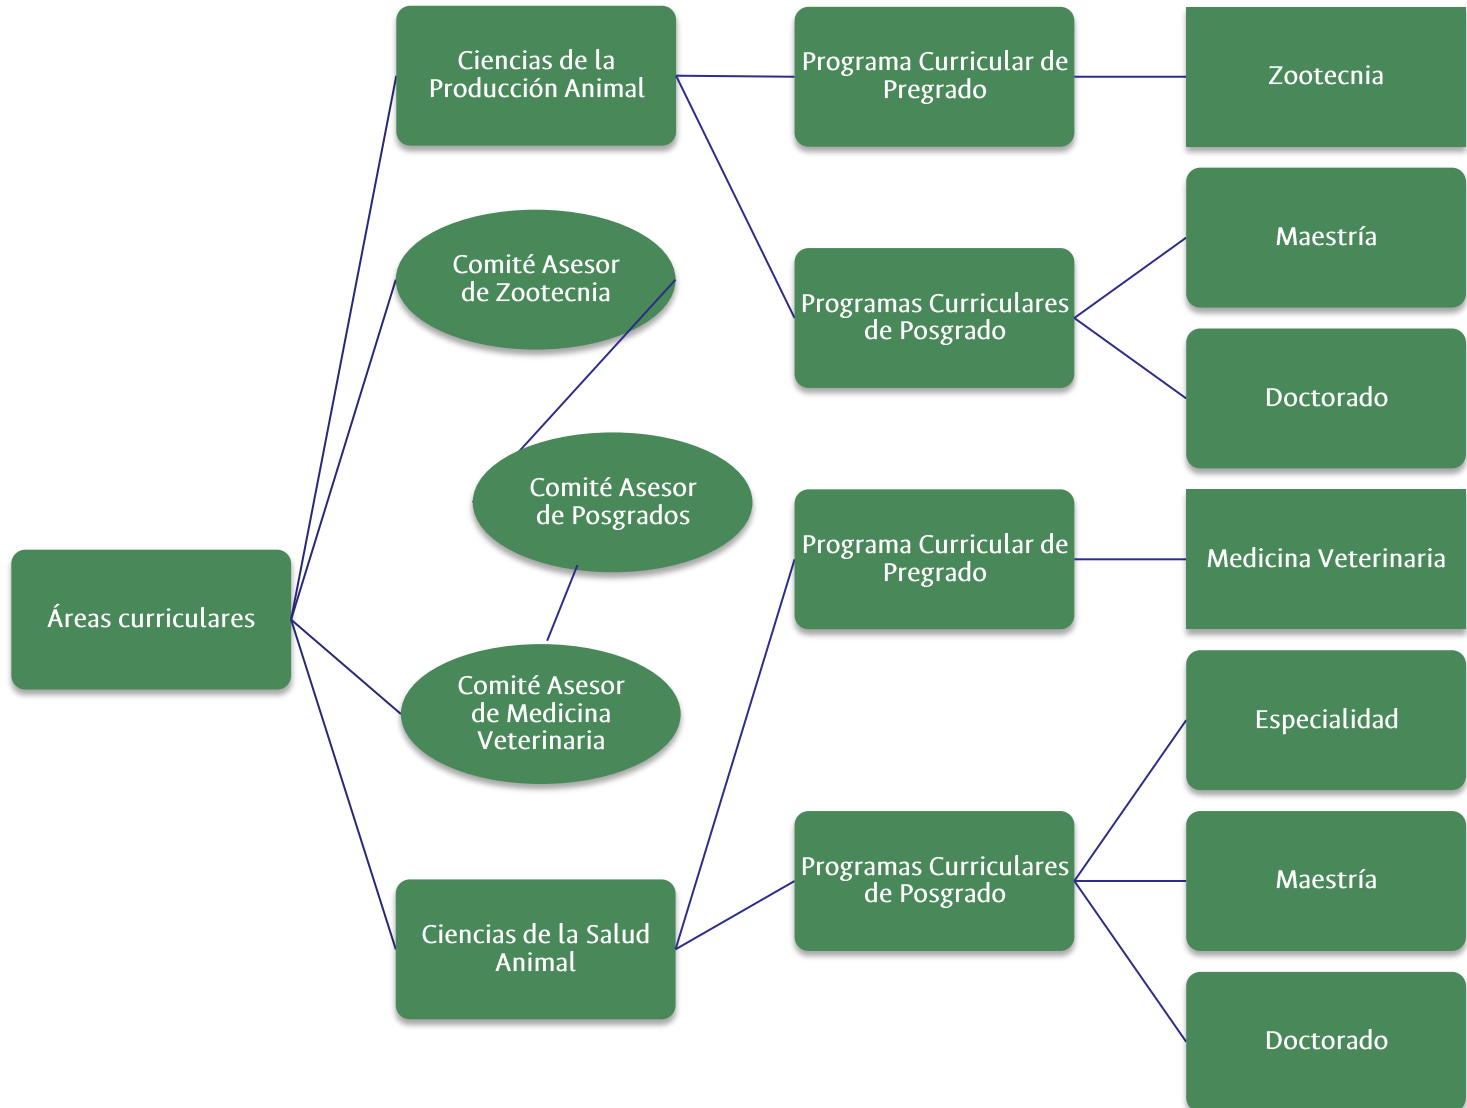 Ciencias de la
Producción Animal
Programa Curricular de
Pregrado
Zootecnia
Maestría
Comité Asesor
de Zootecnia
Programas Curriculares
de Posgrado
Doctorado
Comité Asesor
de Posgrados
Programa Curricular de
Pregrado
Medicina Veterinaria
Áreas curriculares
Comité Asesor
de Medicina
Veterinaria
Especialidad
Programas Curriculares
de Posgrado
Maestría
Ciencias de la Salud
Animal
Doctorado